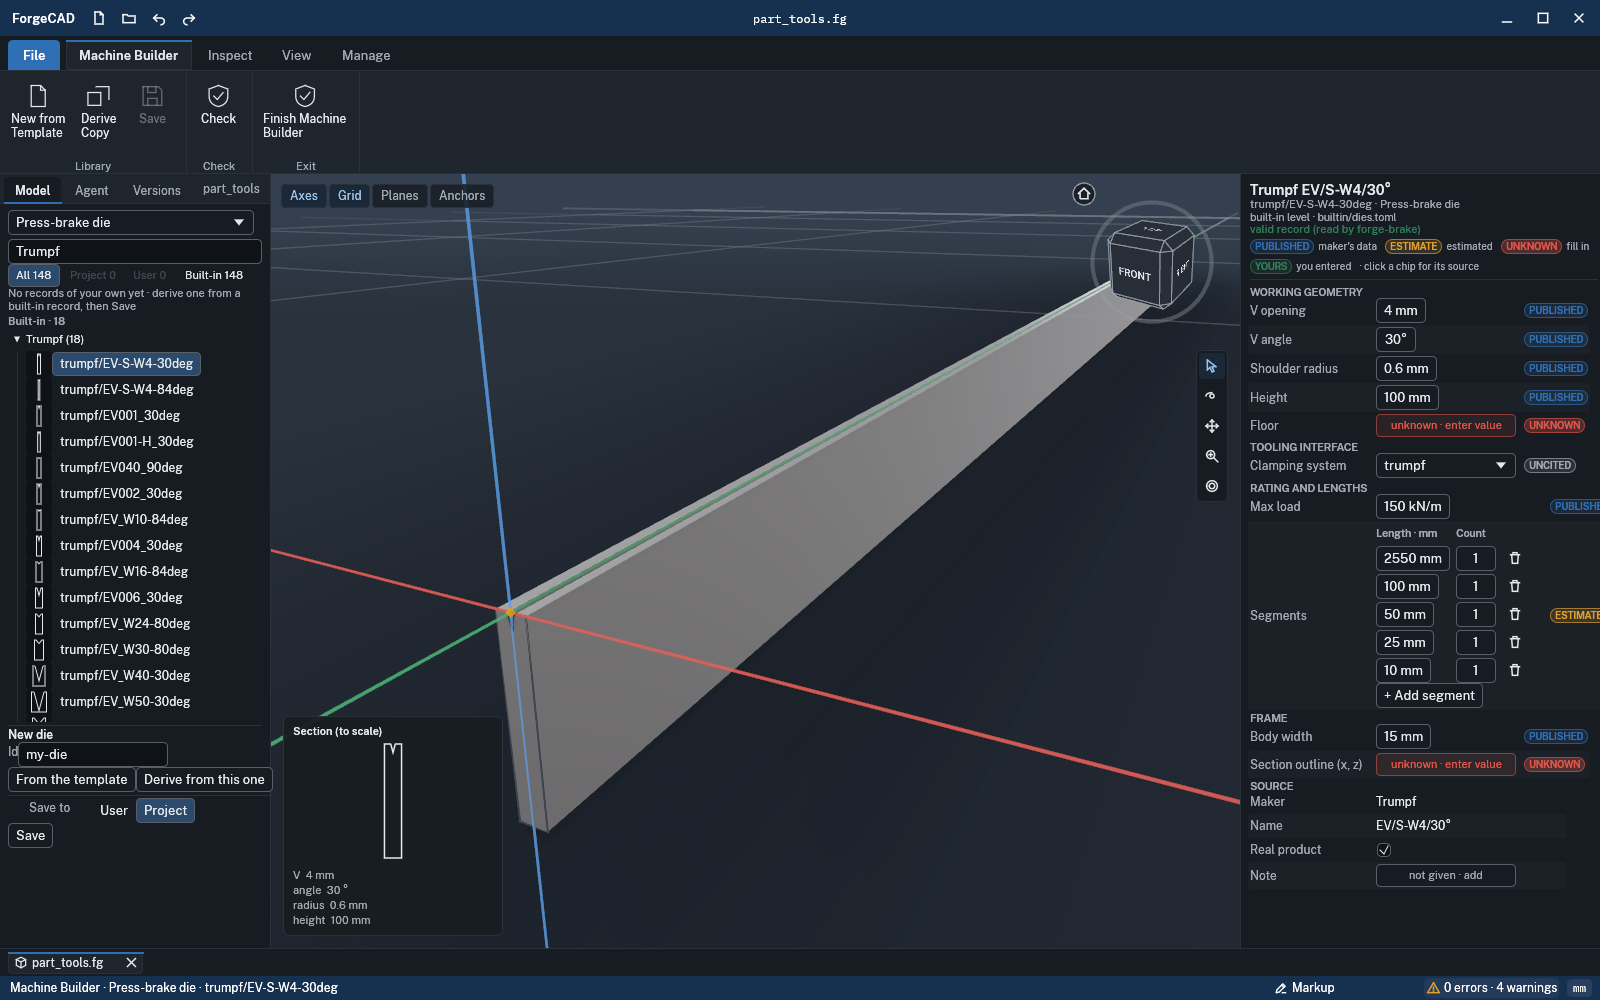 ForgeCAD
part_tools.fg
File
Machine Builder
Inspect
View
Manage
New from
Template
Derive
Copy
Save
Check
Finish Machine
Builder
Library
Check
Exit
Model
Agent
Versions
part_tools
Press-brake die
Trumpf
All 148
Project 0
User 0
Built-in 148
No records of your own yet · derive one from a
built-in record, then Save
Built-in · 18
Trumpf (18)
trumpf/EV-S-W4-30deg
trumpf/EV-S-W4-84deg
trumpf/EV001_30deg
trumpf/EV001-H_30deg
trumpf/EV040_90deg
trumpf/EV002_30deg
trumpf/EV_W10-84deg
trumpf/EV004_30deg
trumpf/EV_W16-84deg
trumpf/EV006_30deg
trumpf/EV_W24-80deg
trumpf/EV_W30-80deg
trumpf/EV_W40-30deg
trumpf/EV_W50-30deg
New die
Id
my-die
From the template
Derive from this one
Save to
User
Project
Save
Axes
Grid
Planes
Anchors
FRONT
Section (to scale)
V 4 mm
angle 30 °
radius 0.6 mm
height 100 mm
Trumpf EV/S-W4/30°
trumpf/EV-S-W4-30deg · Press-brake die
built-in level · builtin/dies.toml
valid record (read by forge-brake)
PUBLISHED maker's data ESTIMATE estimated UNKNOWN fill in
YOURS you entered · click a chip for its source
WORKING GEOMETRY
V opening 4 mm PUBLISHED
V angle 30° PUBLISHED
Shoulder radius 0.6 mm PUBLISHED
Height 100 mm PUBLISHED
Floor unknown · enter value UNKNOWN
TOOLING INTERFACE
Clamping system trumpf UNCITED
RATING AND LENGTHS
Max load 150 kN/m PUBLISHE
Length · mm Count
2550 mm 1
100 mm 1
Segments 50 mm 1 ESTIMATE
25 mm 1
10 mm 1
+ Add segment
FRAME
Body width 15 mm PUBLISHED
Section outline (x, z) unknown · enter value UNKNOWN
SOURCE
Maker Trumpf
Name EV/S-W4/30°
Real product
Note not given · add
part_tools.fg
Machine Builder · Press-brake die · trumpf/EV-S-W4-30deg
Markup
0 errors · 4 warnings
mm